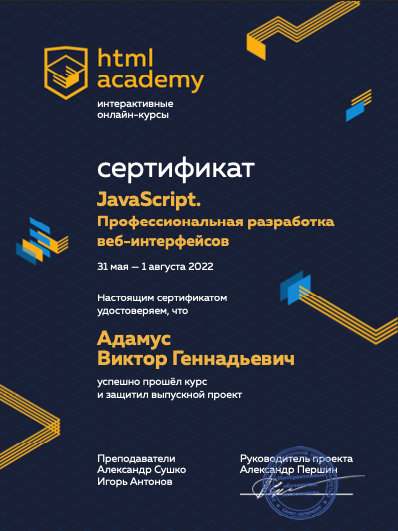 html
academy
интерактивные
онлайн-курсы
сертификат
JavaScript.
Профессиональная разработка
веб-интерфейсов
31 мая — 1 августа 2022
Настоящим сертификатом
удостоверяем, что
Адамус
Виктор Геннадьевич
успешно прошёл курс
и защитил выпускной проект
Преподаватели
Александр Сушко
Игорь Антонов
Руководитель проекта
Александр Першин